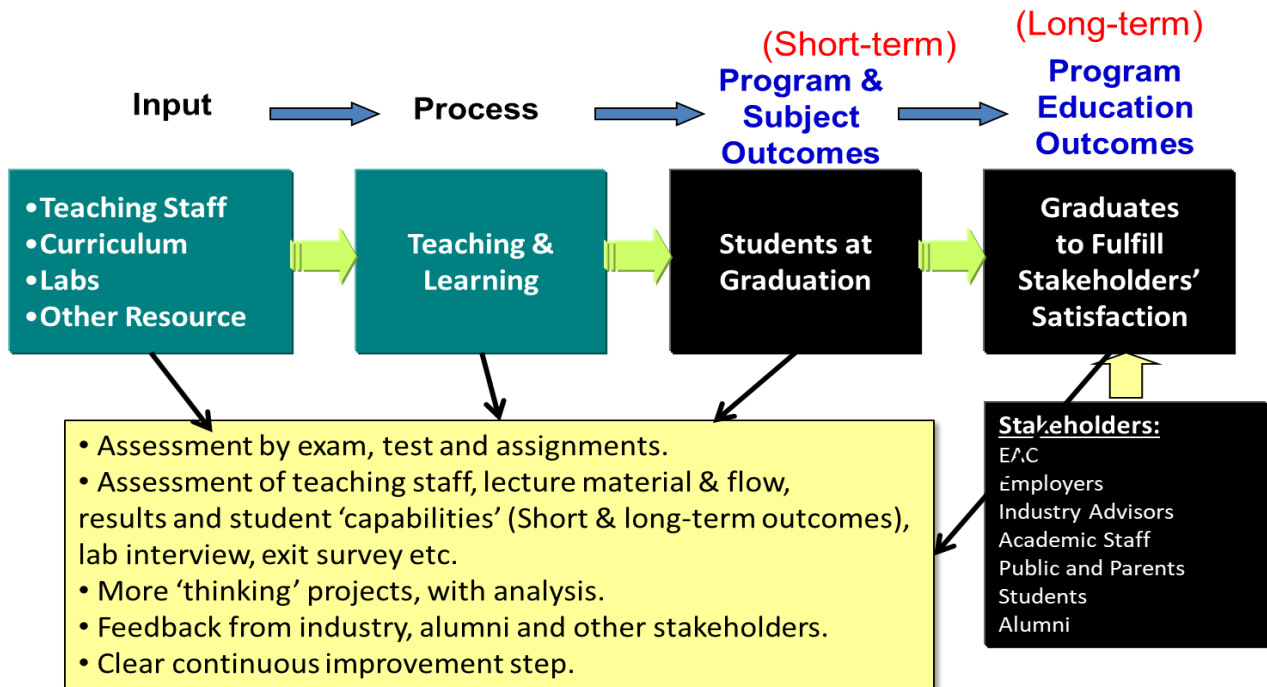 (Short-term)
(Long-term)
Input
Process
Program &
Subject
Outcomes
Program
Education
Outcomes
•Teaching Staff
•Curriculum
•Labs
•Other Resource
Teaching &
Learning
Students at
Graduation
Graduates
to Fulfill
Stakeholders’
Satisfaction
• Assessment by exam, test and assignments.
• Assessment of teaching staff, lecture material & flow,
results and student ‘capabilities’ (Short & long-term outcomes),
lab interview, exit survey etc.
• More ‘thinking’ projects, with analysis.
• Feedback from industry, alumni and other stakeholders.
• Clear continuous improvement step.
Stakeholders:
EAC
Employers
Industry Advisors
Academic Staff
Public and Parents
Students
Alumni